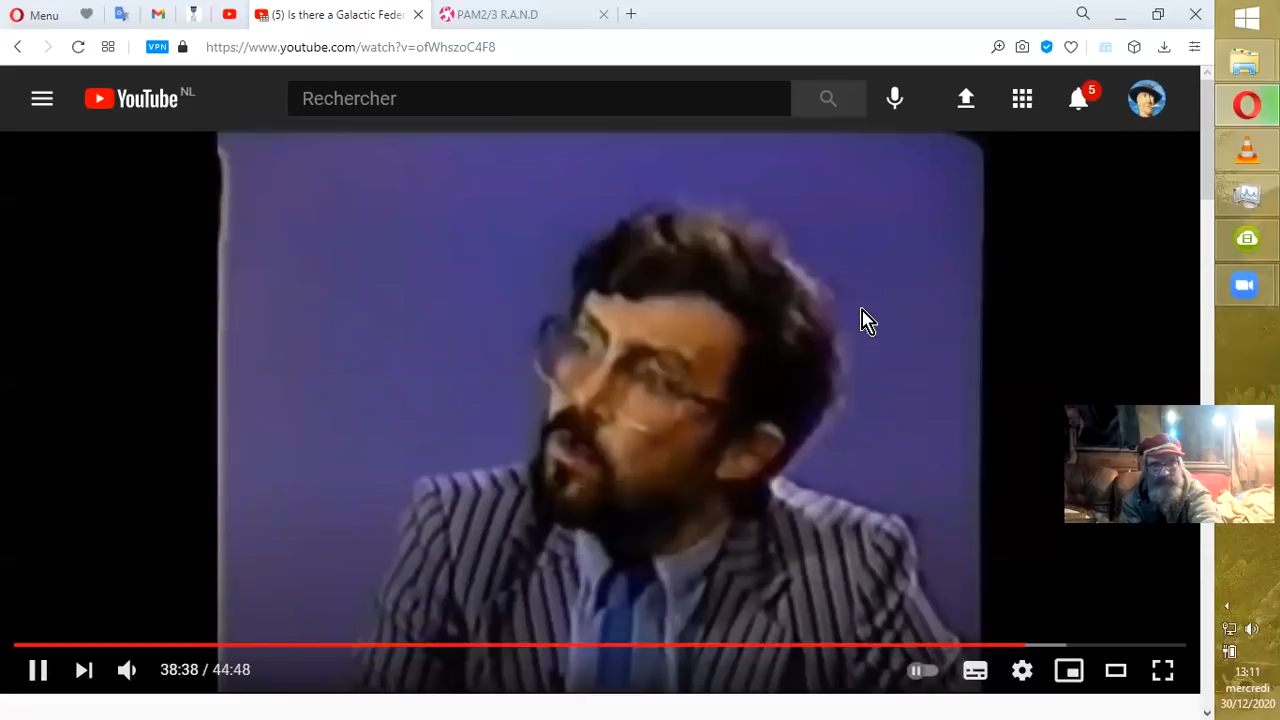 Menu
(5) Is there a Galactic Feder
PAM2/3 R.A.N.D
VPN
https://www.youtube.com/watch?v=ofWhszoC4F8
YouTube NL
Rechercher
5
38:38 / 44:48
13:11
mercredi
30/12/2020